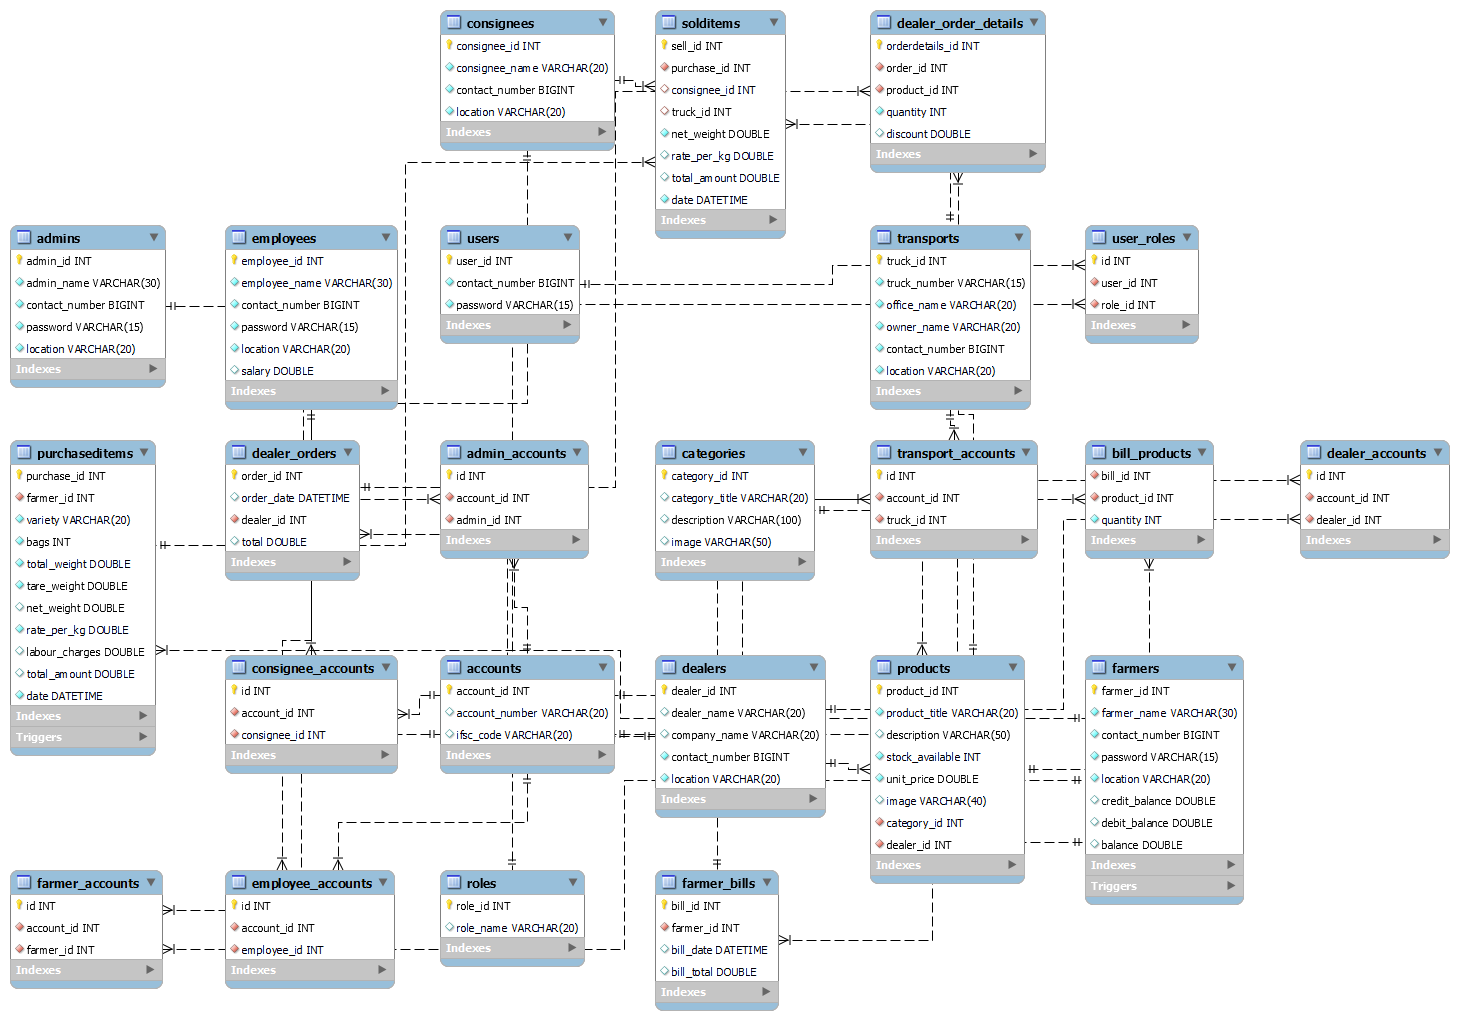 consignees
consignee_id INT
consignee_name VARCHAR(20)
contact_number BIGINT
location VARCHAR(20)
Indexes
solditems
sell_id INT
purchase_id INT
consignee_id INT
truck_id INT
net_weight DOUBLE
rate_per_kg DOUBLE
total_amount DOUBLE
date DATETIME
Indexes
dealer_order_details
orderdetails_id INT
order_id INT
product_id INT
quantity INT
discount DOUBLE
Indexes
admins
admin_id INT
admin_name VARCHAR(30)
contact_number BIGINT
password VARCHAR(15)
location VARCHAR(20)
Indexes
employees
employee_id INT
employee_name VARCHAR(30)
contact_number BIGINT
password VARCHAR(15)
location VARCHAR(20)
salary DOUBLE
Indexes
users
user_id INT
contact_number BIGINT
password VARCHAR(15)
Indexes
transports
truck_id INT
truck_number VARCHAR(15)
office_name VARCHAR(20)
owner_name VARCHAR(20)
contact_number BIGINT
location VARCHAR(20)
Indexes
user_roles
id INT
user_id INT
role_id INT
Indexes
purchaseditems
purchase_id INT
farmer_id INT
variety VARCHAR(20)
bags INT
total_weight DOUBLE
tare_weight DOUBLE
net_weight DOUBLE
rate_per_kg DOUBLE
labour_charges DOUBLE
total_amount DOUBLE
date DATETIME
Indexes
Triggers
dealer_orders
order_id INT
order_date DATETIME
dealer_id INT
total DOUBLE
Indexes
admin_accounts
id INT
account_id INT
admin_id INT
Indexes
categories
category_id INT
category_title VARCHAR(20)
description VARCHAR(100)
image VARCHAR(50)
Indexes
transport_accounts
id INT
account_id INT
truck_id INT
Indexes
bill_products
bill_id INT
product_id INT
quantity INT
Indexes
dealer_accounts
id INT
account_id INT
dealer_id INT
Indexes
consignee_accounts
id INT
account_id INT
consignee_id INT
Indexes
accounts
account_id INT
account_number VARCHAR(20)
ifsc_code VARCHAR(20)
Indexes
dealers
dealer_id INT
dealer_name VARCHAR(20)
company_name VARCHAR(20)
contact_number BIGINT
location VARCHAR(20)
Indexes
products
product_id INT
product_title VARCHAR(20)
description VARCHAR(50)
stock_available INT
unit_price DOUBLE
image VARCHAR(40)
category_id INT
dealer_id INT
Indexes
farmers
farmer_id INT
farmer_name VARCHAR(30)
contact_number BIGINT
password VARCHAR(15)
location VARCHAR(20)
credit_balance DOUBLE
debit_balance DOUBLE
balance DOUBLE
Indexes
Triggers
farmer_accounts
id INT
account_id INT
farmer_id INT
Indexes
employee_accounts
id INT
account_id INT
employee_id INT
Indexes
roles
role_id INT
role_name VARCHAR(20)
Indexes
farmer_bills
bill_id INT
farmer_id INT
bill_date DATETIME
bill_total DOUBLE
Indexes